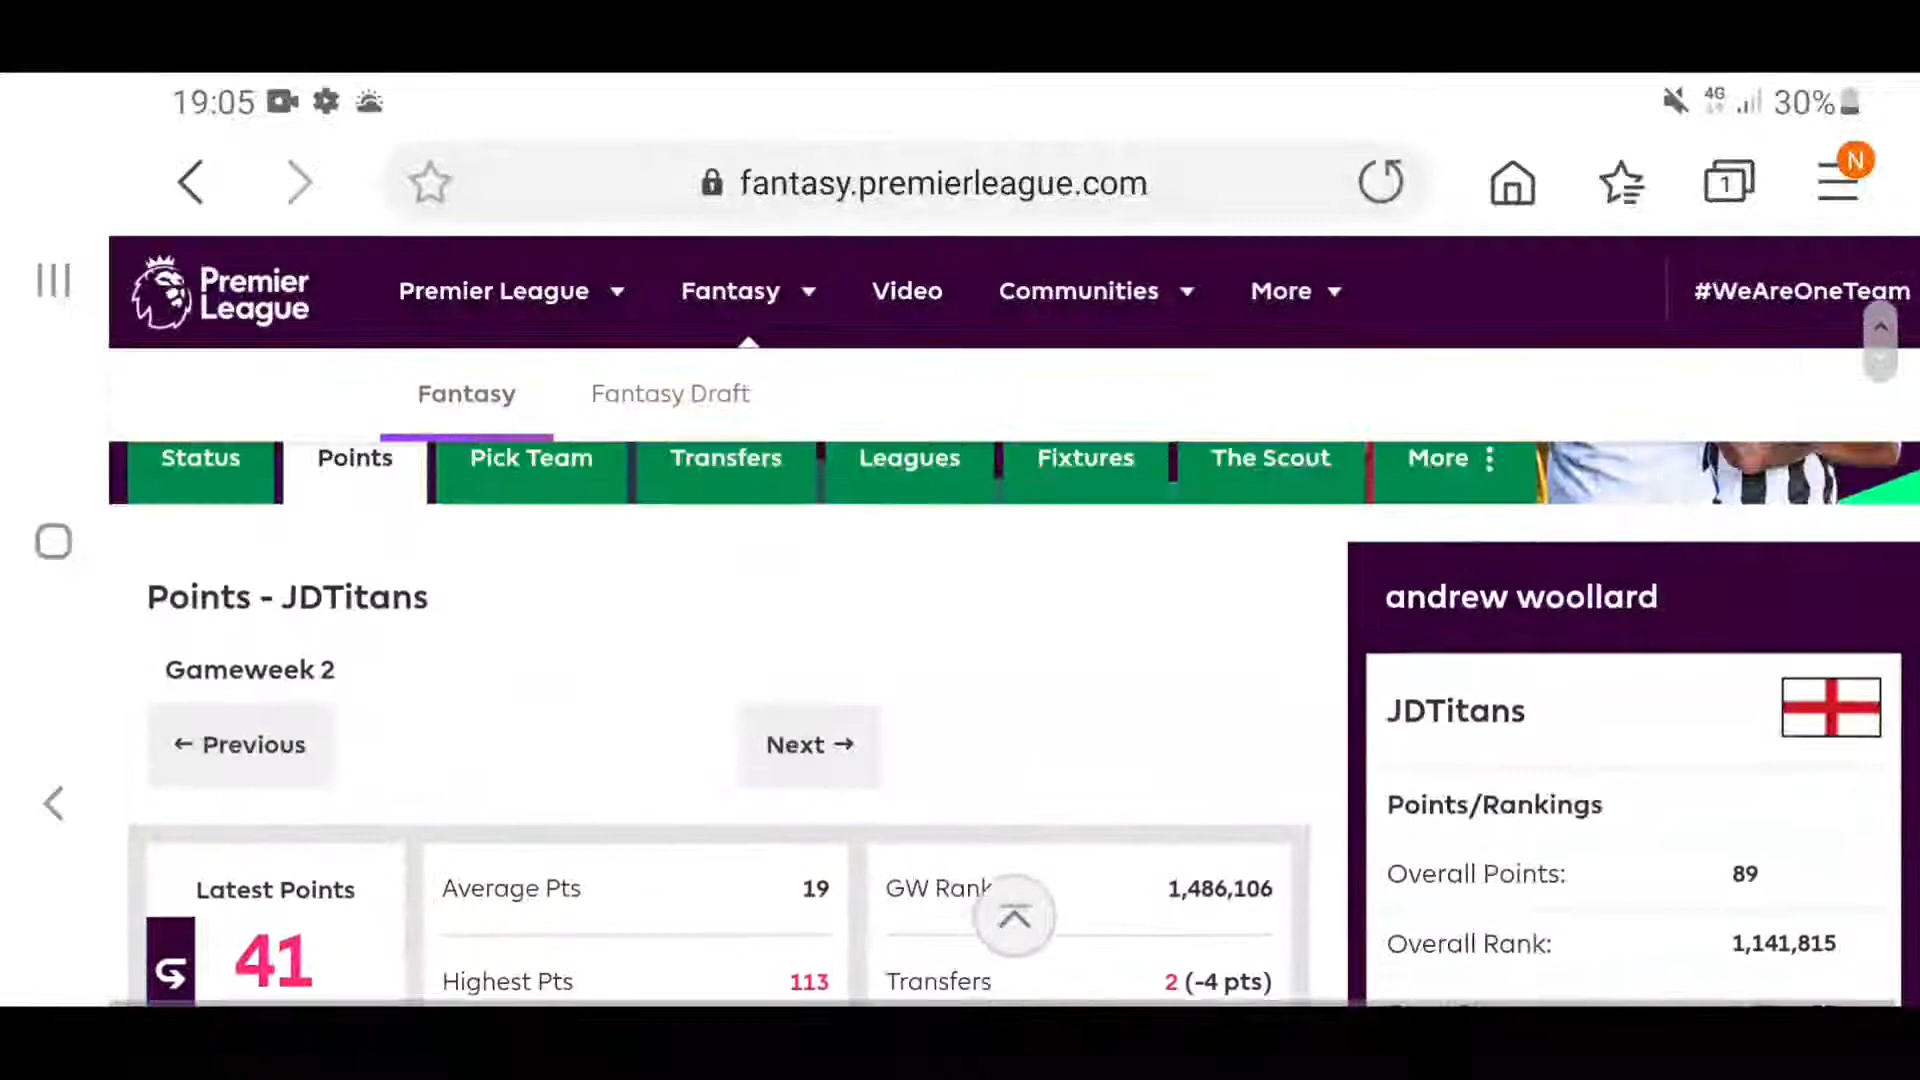 19:05
4G 30%
fantasy.premierleague.com
1
N
Premier League
Premier League Fantasy Video Communities More #WeAreOneTeam
Fantasy Fantasy Draft
Status Points Pick Team Transfers Leagues Fixtures The Scout More
Points - JDTitans
andrew woollard
Gameweek 2
← Previous Next →
JDTitans
Points/Rankings
Overall Points: 89
Overall Rank: 1,141,815
Latest Points
41
Average Pts 19
Highest Pts 113
GW Rank 1,486,106
Transfers 2 (-4 pts)